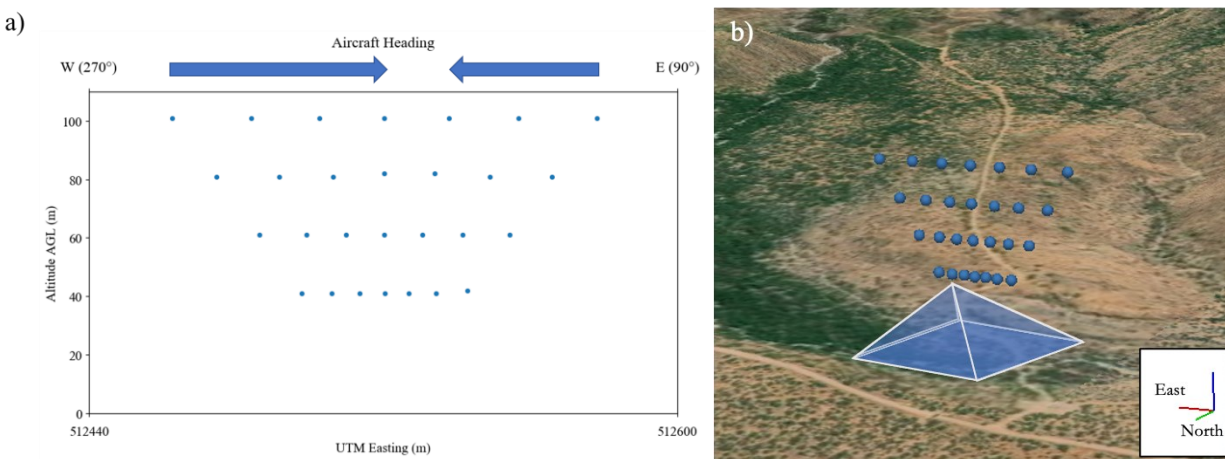 a)
Aircraft Heading
W (270°)
E (90°)
100
80
60
40
20
0
Altitude AGL (m)
512440
512600
UTM Easting (m)
b)
East
North